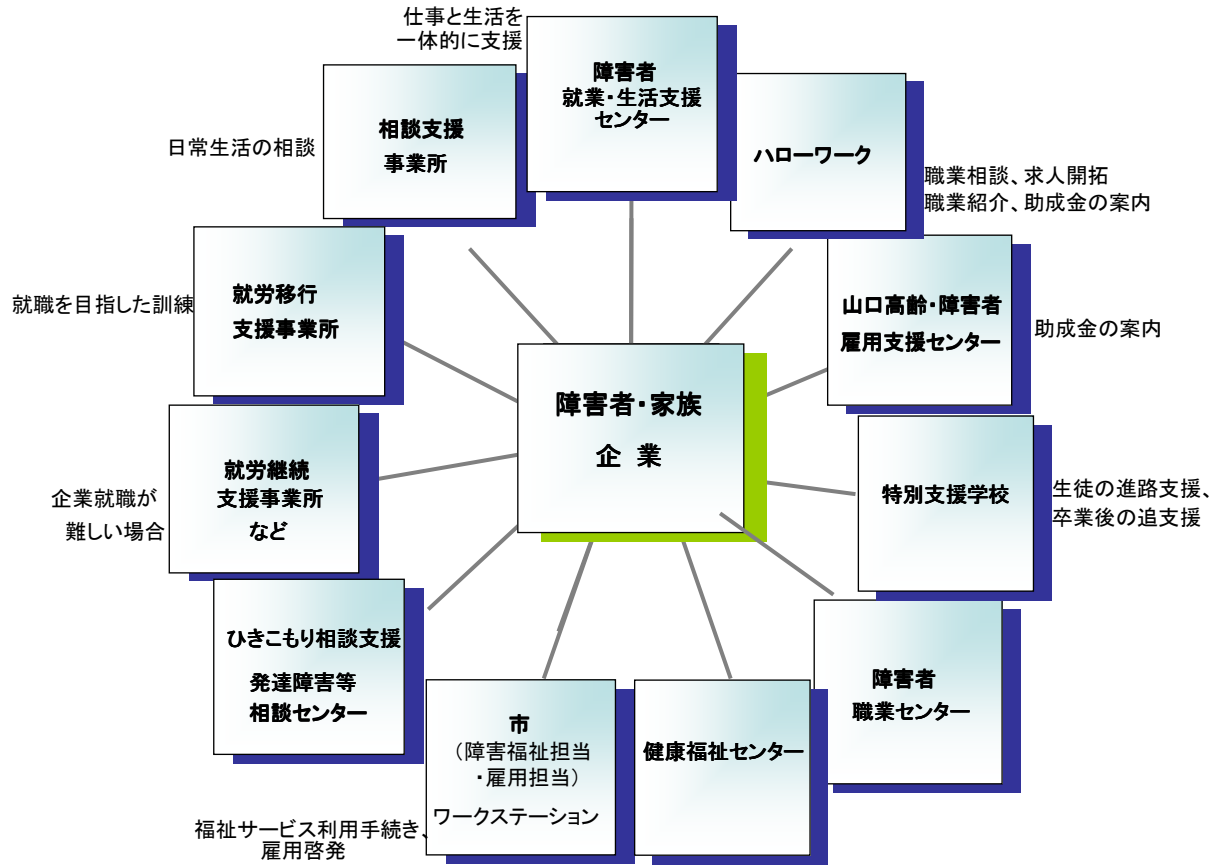 仕事と生活を
一体的に支援
障害者
就業・生活支援
センター
相談支援
事業所
日常生活の相談
ハローワーク
職業相談、求人開拓
職業紹介、助成金の案内
就労移行
支援事業所
就職を目指した訓練
山口高齢・障害者
雇用支援センター
助成金の案内
障害者・家族
企 業
就労継続
支援事業所
など
企業就職が
難しい場合
特別支援学校
生徒の進路支援、
卒業後の追支援
ひきこもり相談支援
発達障害等
相談センター
障害者
職業センター
市
（障害福祉担当
・雇用担当）
ワークステーション
健康福祉センター
福祉サービス利用手続き、
雇用啓発